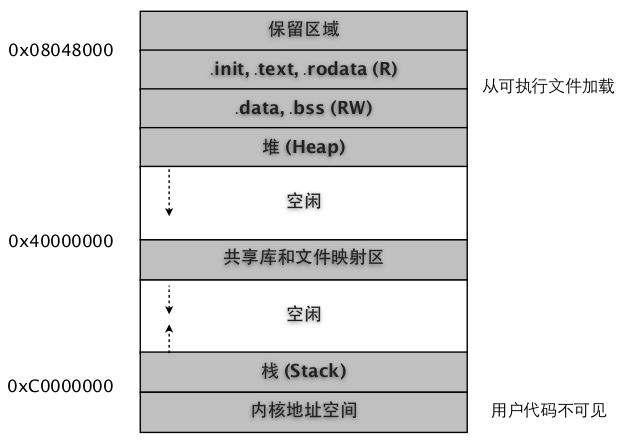 保留区域
0x08048000
.init, .text, .rodata (R)
从可执行文件加载
.data, .bss (RW)
堆 (Heap)
空闲
0x40000000
共享库和文件映射区
空闲
栈 (Stack)
0xC0000000
内核地址空间
用户代码不可见